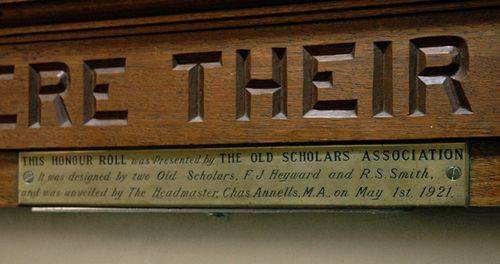 ERE THEIR
THIS HONOUR ROLL was Presented by THE OLD SCHOLARS ASSOCIATION
It was designed by two Old Scholars, F.J Heyward and R.S. Smith,
and was unveiled by The Headmaster, Chas. Annells, M.A., on May 1st. 1921.